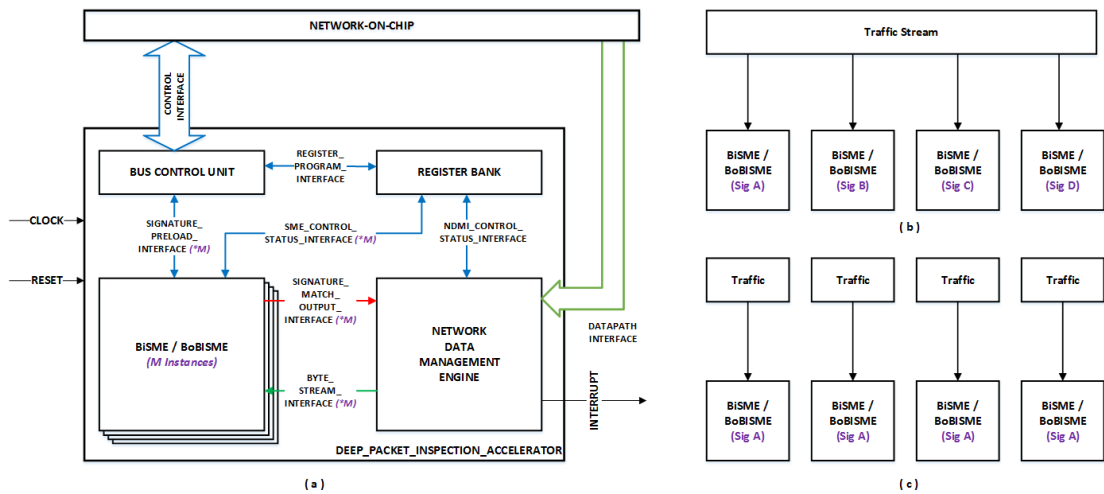 NETWORK-ON-CHIP
CONTROL
INTERFACE
BUS CONTROL UNIT
REGISTER_
PROGRAM_
INTERFACE
REGISTER BANK
CLOCK
RESET
SIGNATURE_
PRELOAD_
INTERFACE (*M)
SME_CONTROL_
STATUS_INTERFACE (*M)
NDMI_CONTROL_
STATUS_INTERFACE
BiSME / BoBISME
(M Instances)
SIGNATURE_
MATCH_
OUTPUT_
INTERFACE (*M)
BYTE_
STREAM_
INTERFACE (*M)
NETWORK
DATA
MANAGEMENT
ENGINE
DATAPATH
INTERFACE
INTERRUPT
DEEP_PACKET_INSPECTION_ACCELERATOR
( a )
Traffic Stream
BiSME /
BoBISME
(Sig A)
BiSME /
BoBISME
(Sig B)
BiSME /
BoBISME
(Sig C)
BiSME /
BoBISME
(Sig D)
( b )
Traffic
Traffic
Traffic
Traffic
BiSME /
BoBISME
(Sig A)
BiSME /
BoBISME
(Sig A)
BiSME /
BoBISME
(Sig A)
BiSME /
BoBISME
(Sig A)
( c )